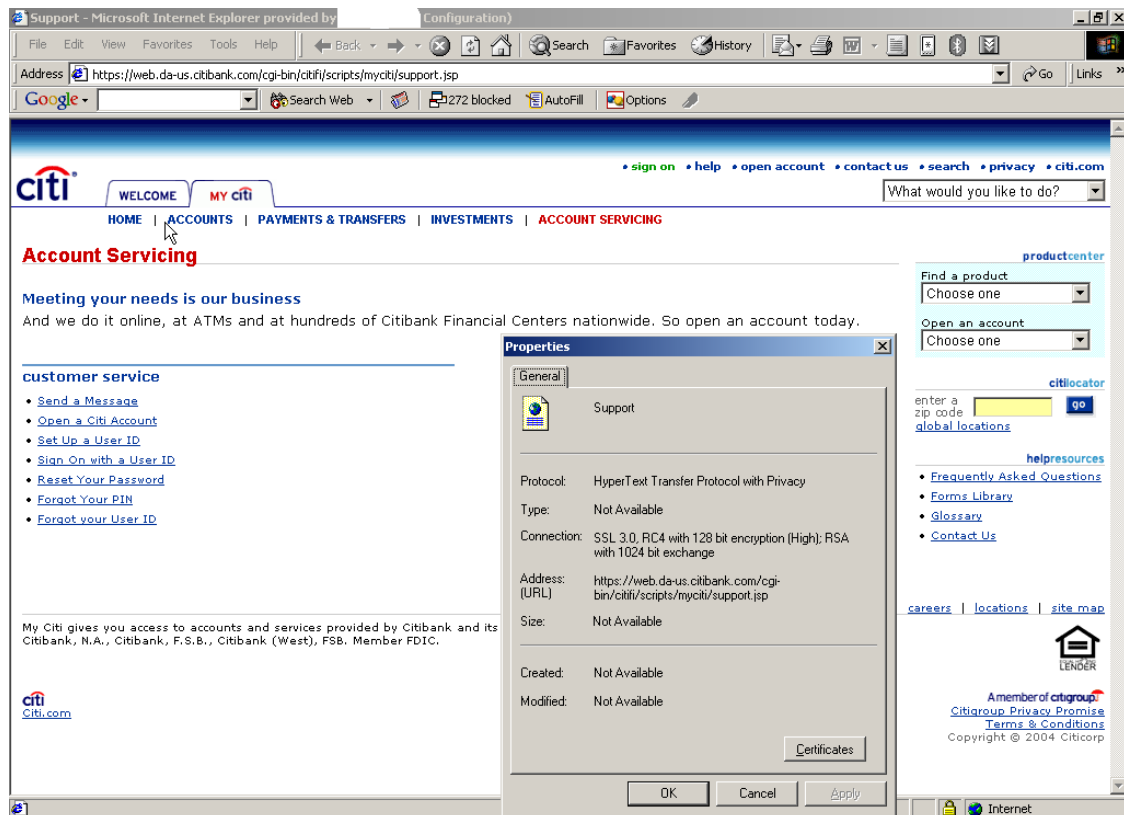 Support - Microsoft Internet Explorer provided by Configuration)
File Edit View Favorites Tools Help Back Search Favorites History
Address https://web.da-us.citibank.com/cgi-bin/citifi/scripts/myciti/support.jsp Go Links »
Google Search Web 272 blocked AutoFill Options
• sign on • help • open account • contact us • search • privacy • citi.com
citi WELCOME MY citi What would you like to do?
HOME | ACCOUNTS | PAYMENTS & TRANSFERS | INVESTMENTS | ACCOUNT SERVICING
Account Servicing
Meeting your needs is our business
And we do it online, at ATMs and at hundreds of Citibank Financial Centers nationwide. So open an account today.
customer service
• Send a Message
• Open a Citi Account
• Set Up a User ID
• Sign On with a User ID
• Reset Your Password
• Forgot Your PIN
• Forgot your User ID
My Citi gives you access to accounts and services provided by Citibank and its
Citibank, N.A., Citibank, F.S.B., Citibank (West), FSB. Member FDIC.
citi
Citi.com
Properties
General
Support
Protocol: HyperText Transfer Protocol with Privacy
Type: Not Available
Connection: SSL 3.0, RC4 with 128 bit encryption (High); RSA
with 1024 bit exchange
Address: https://web.da-us.citibank.com/cgi-
(URL) bin/citifi/scripts/myciti/support.jsp
Size: Not Available
Created: Not Available
Modified: Not Available
Certificates
OK Cancel Apply
productcenter
Find a product
Choose one
Open an account
Choose one
citilocator
enter a
zip code go
global locations
helpresources
• Frequently Asked Questions
• Forms Library
• Glossary
• Contact Us
careers | locations | site map
EQUAL HOUSING
LENDER
A member of citigroup
Citigroup Privacy Promise
Terms & Conditions
Copyright © 2004 Citicorp
Internet